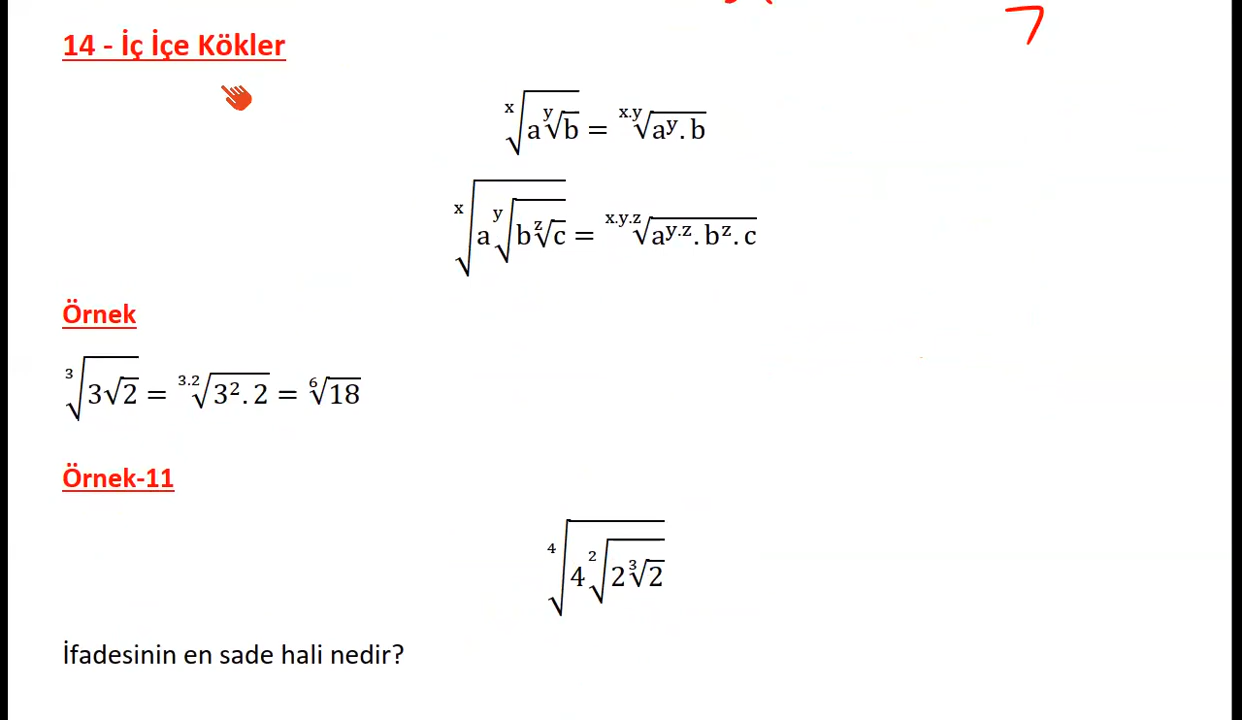 7
14 - İç İçe Kökler
ˣ√(a ʸ√b) = ˣ·ʸ√(aʸ . b)
ˣ√(a ʸ√(b ᶻ√c)) = ˣ·ʸ·ᶻ√(aʸ·ᶻ . bᶻ . c)
Örnek
³√(3√2) = ³·²√(3² . 2) = ⁶√18
Örnek-11
⁴√(4 ²√(2 ³√2))
İfadesinin en sade hali nedir?